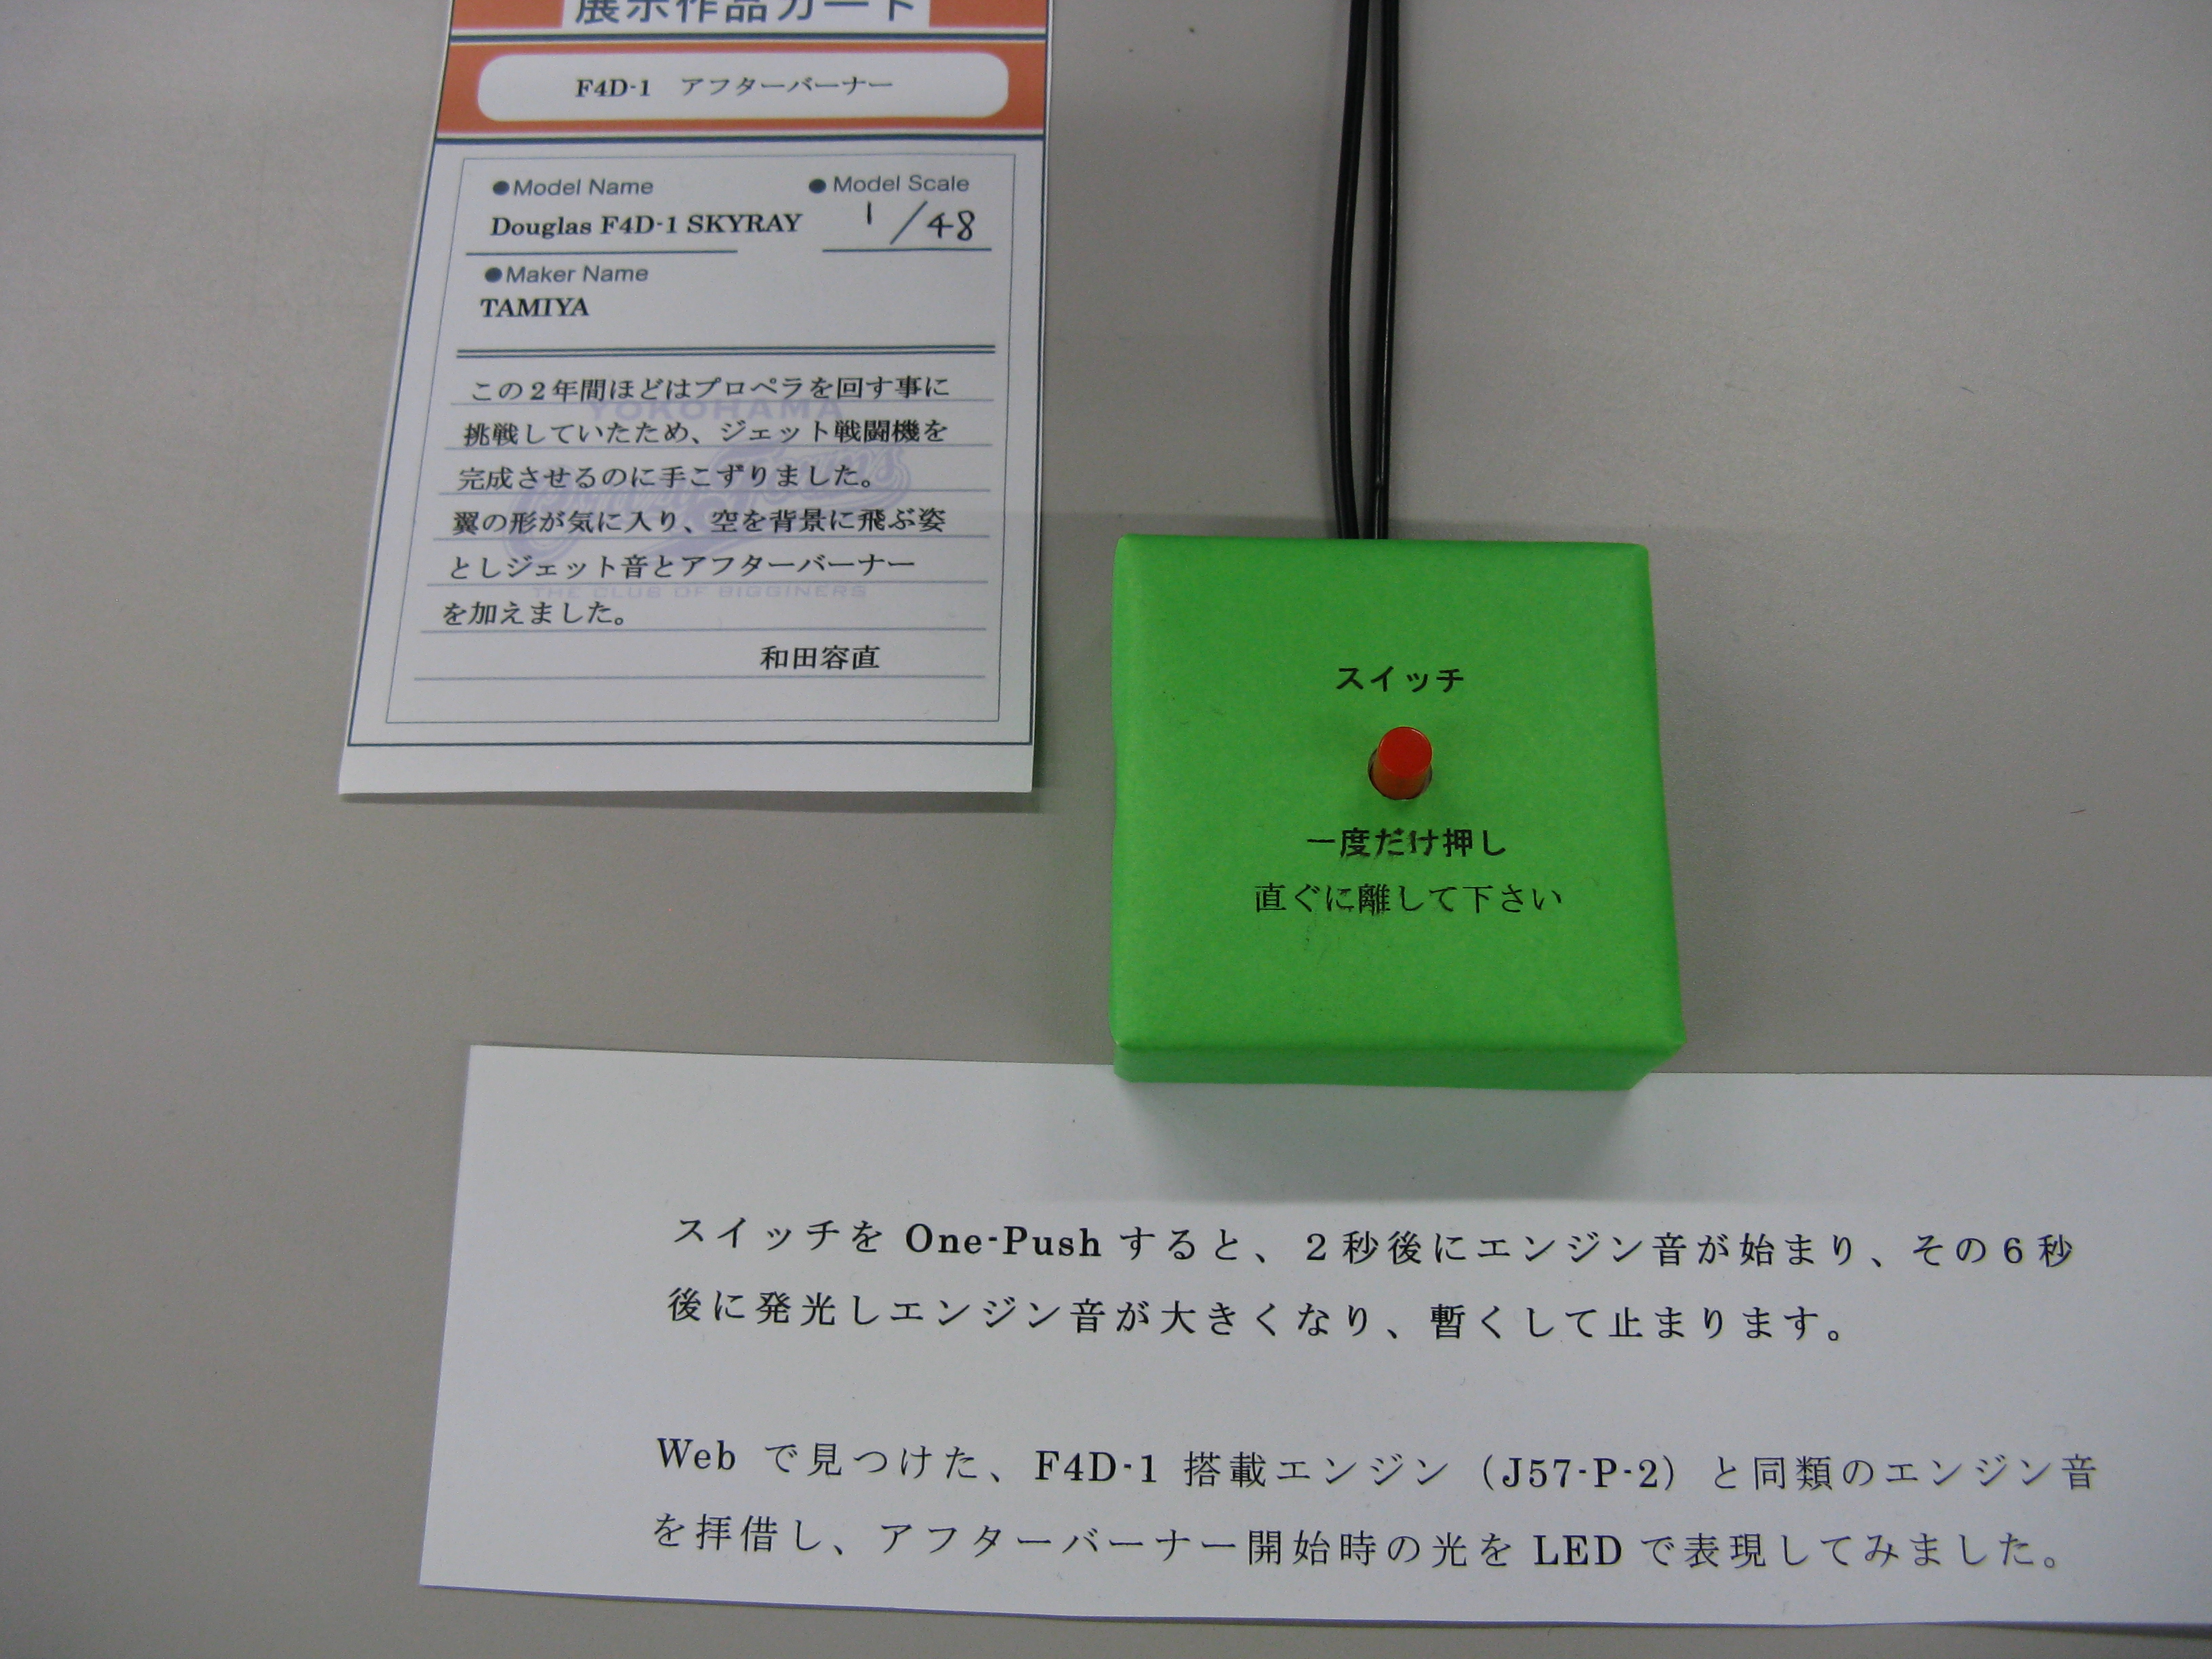 展示作品カード
F4D-1 アフターバーナー
●Model Name ●Model Scale
Douglas F4D-1 SKYRAY 1/48
●Maker Name
TAMIYA
この2年間ほどはプロペラを回す事に
挑戦していたため、ジェット戦闘機を
完成させるのに手こずりました。
翼の形が気に入り、空を背景に飛ぶ姿
としジェット音とアフターバーナー
を加えました。
和田容直
YOKOHAMA
THE CLUB OF BIGGINERS
スイッチ
一度だけ押し
直ぐに離して下さい
スイッチを One-Push すると、2秒後にエンジン音が始まり、その6秒
後に発光しエンジン音が大きくなり、暫くして止まります。
Web で見つけた、F4D-1 搭載エンジン（J57-P-2）と同類のエンジン音
を拝借し、アフターバーナー開始時の光を LED で表現してみました。